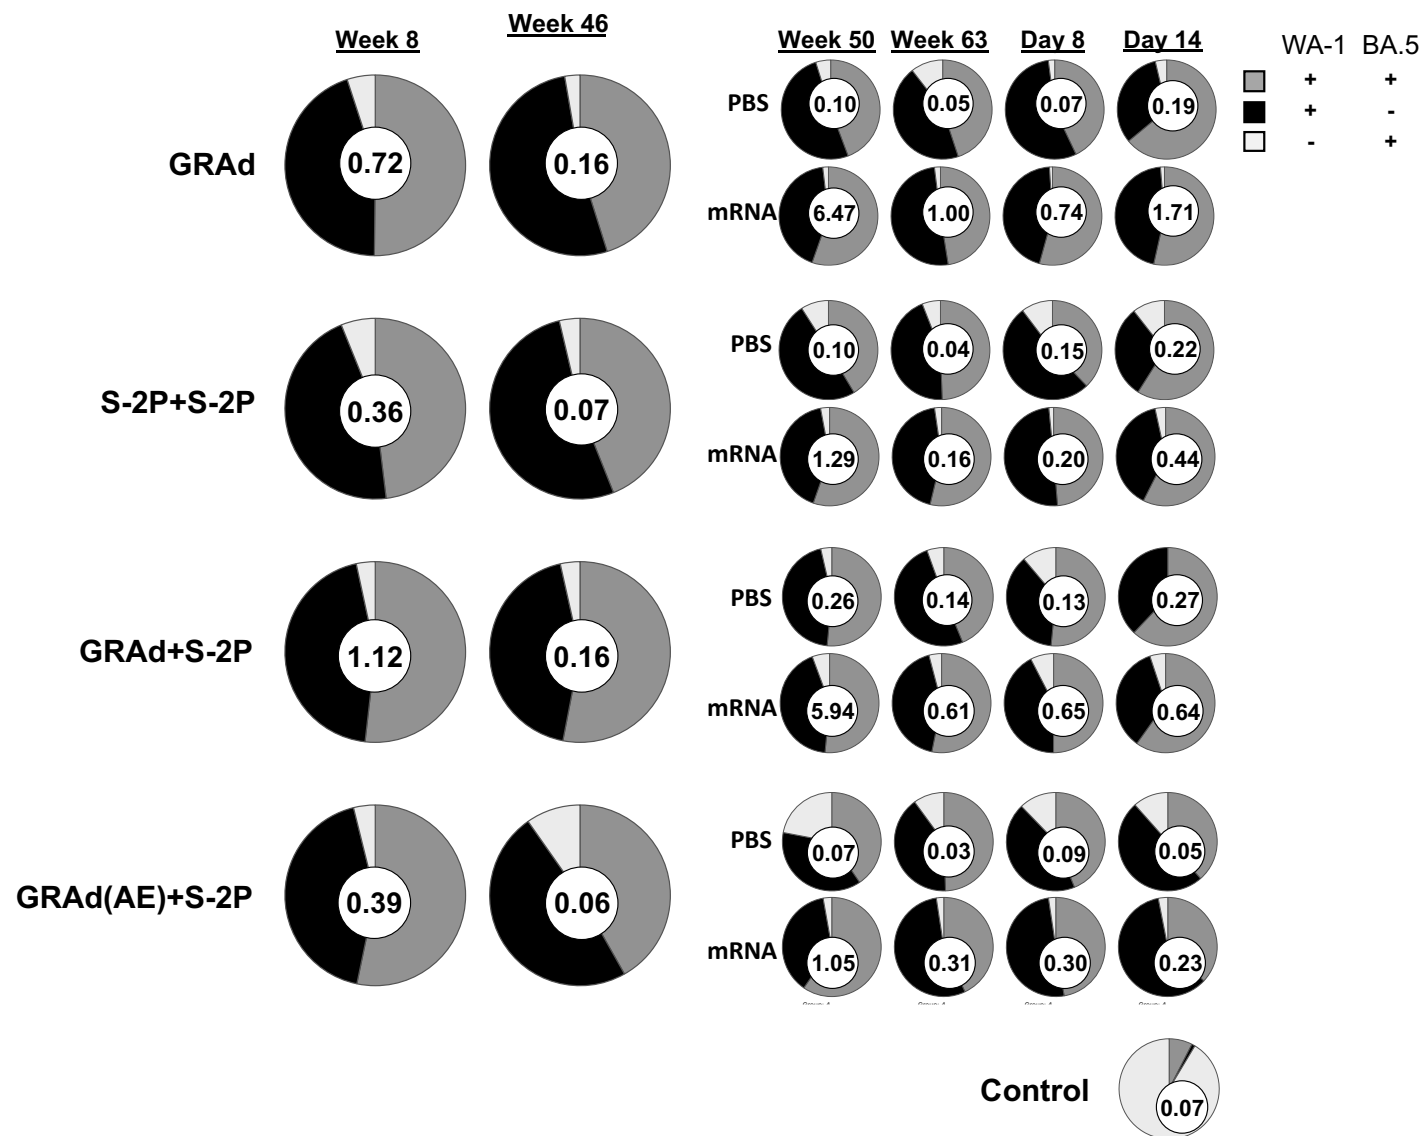 Week 8 Week 46 Week 50 Week 63 Day 8 Day 14 WA-1 BA.5
+ +
+ -
- +
GRAd 0.72 0.16
PBS 0.10 0.05 0.07 0.19
mRNA 6.47 1.00 0.74 1.71
S-2P+S-2P 0.36 0.07
PBS 0.10 0.04 0.15 0.22
mRNA 1.29 0.16 0.20 0.44
GRAd+S-2P 1.12 0.16
PBS 0.26 0.14 0.13 0.27
mRNA 5.94 0.61 0.65 0.64
GRAd(AE)+S-2P 0.39 0.06
PBS 0.07 0.03 0.09 0.05
mRNA 1.05 0.31 0.30 0.23
Control 0.07